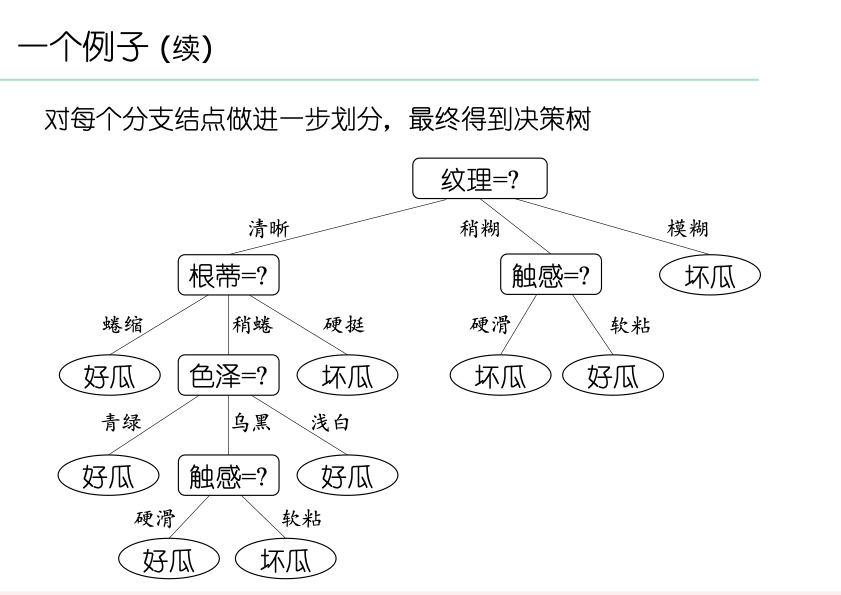 一个例子 (续)
对每个分支结点做进一步划分，最终得到决策树
纹理=?
清晰 稍糊 模糊
根蒂=? 触感=? 坏瓜
蜷缩 稍蜷 硬挺 硬滑 软粘
好瓜 色泽=? 坏瓜 坏瓜 好瓜
青绿 乌黑 浅白
好瓜 触感=? 好瓜
硬滑 软粘
好瓜 坏瓜